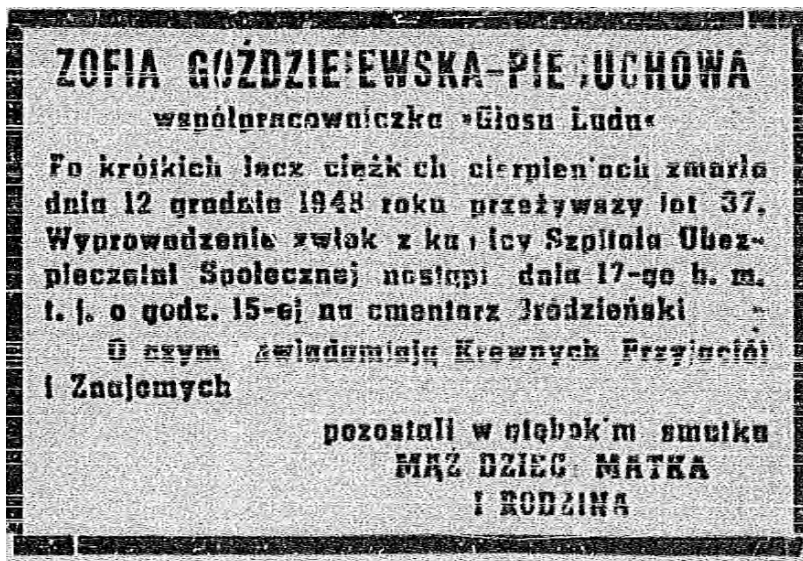 ZOFIA GOŹDZIEJEWSKA-PIECUCHOWA
współpracowniczka »Głosu Ludu«
Po krótkich lecz ciężkich cierpieniach zmarła
dnia 12 grudnia 1948 roku przeżywszy lat 37.
Wyprowadzenie zwłok z kaplicy Szpitala Ubez-
pieczalni Społecznej nastąpi dnia 17-go b. m.
t. j. o godz. 15-ej na cmentarz Bródzieński
O czym zawiadamiają Krewnych Przyjaciół
i Znajomych
pozostali w głębokim smutku
MĄŻ DZIECI MATKA
I RODZINA